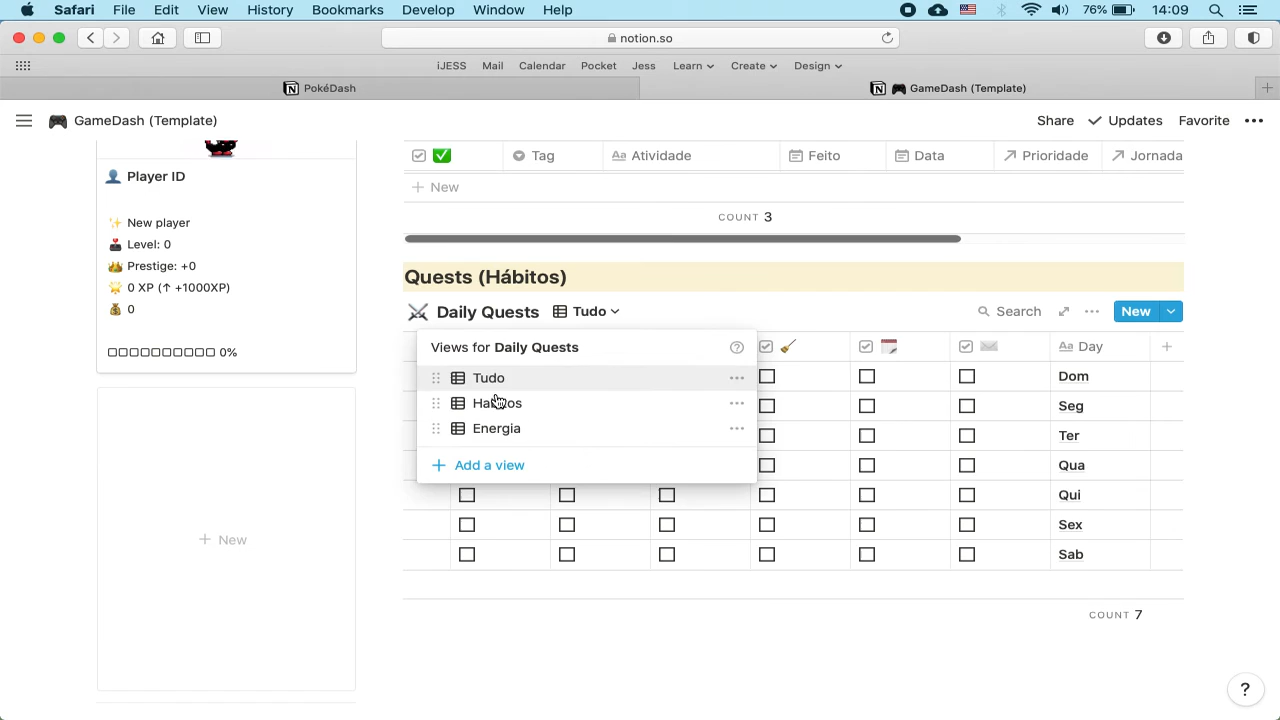 Safari File Edit View History Bookmarks Develop Window Help 76% 14:09
notion.so
iJESS Mail Calendar Pocket Jess Learn Create Design
PokéDash
GameDash (Template)
GameDash (Template)
Share Updates Favorite
Player ID
New player
Level: 0
Prestige: +0
0 XP (↑ +1000XP)
0
0%
+ New
Tag Aa Atividade Feito Data Prioridade Jornada
+ New
COUNT 3
Quests (Hábitos)
Daily Quests Tudo Search New
Views for Daily Quests
Tudo
Energia
+ Add a view
Aa Day +
Dom
Seg
Ter
Qua
Qui
Sex
Sab
COUNT 7
?